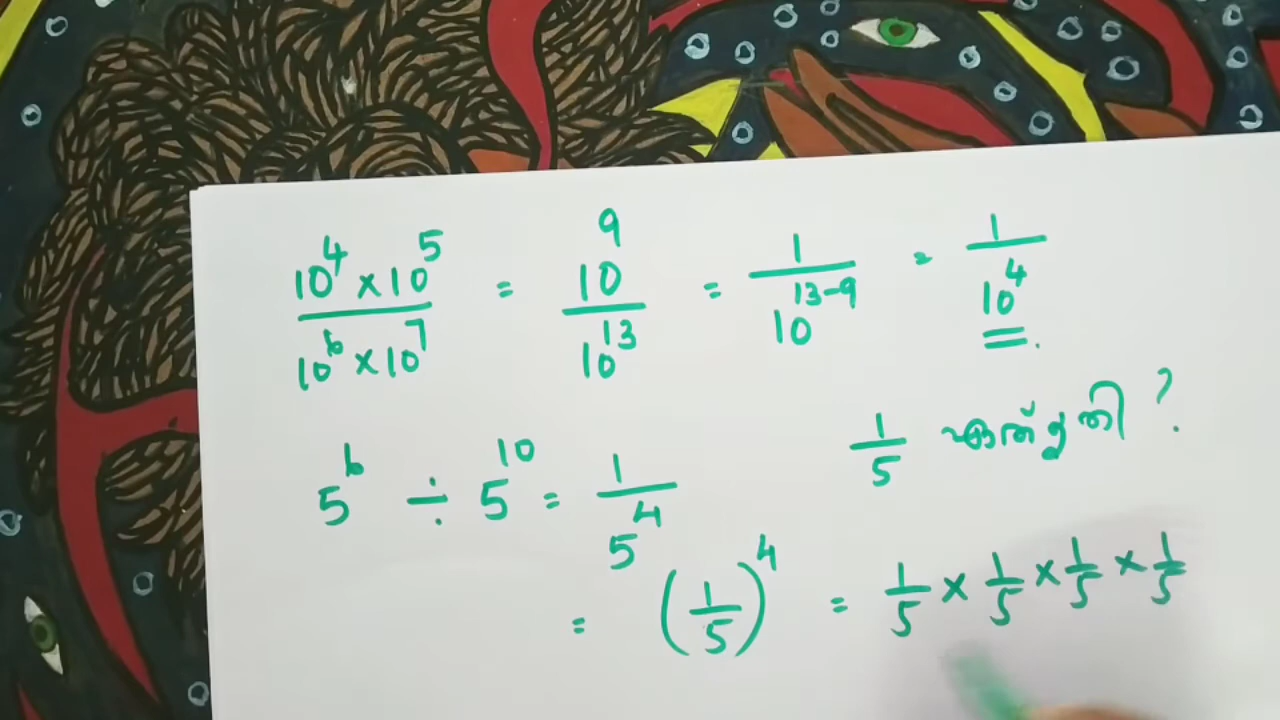 10⁴ × 10⁵ / 10⁶ × 10⁷ = 10⁹ / 10¹³ = 1 / 10¹³⁻⁹ = 1 / 10⁴.
1/5 ?
5⁶ ÷ 5¹⁰ = 1 / 5⁴
= (1/5)⁴ = 1/5 × 1/5 × 1/5 × 1/5